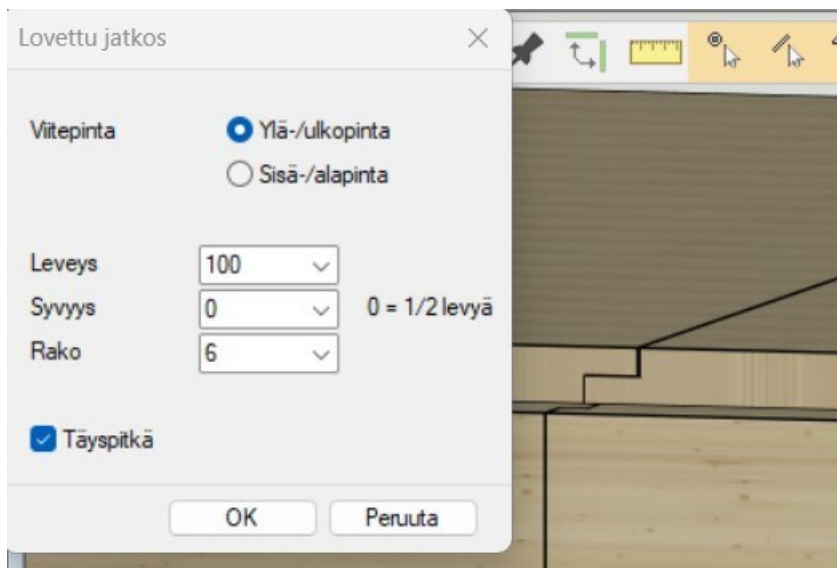 Lovettu jatkos
Viitepinta
Ylä-/ulkopinta
Sisä-/alapinta
Leveys 100
Syvyys 0 0 = 1/2 levyä
Rako 6
Täyspitkä
OK Peruuta